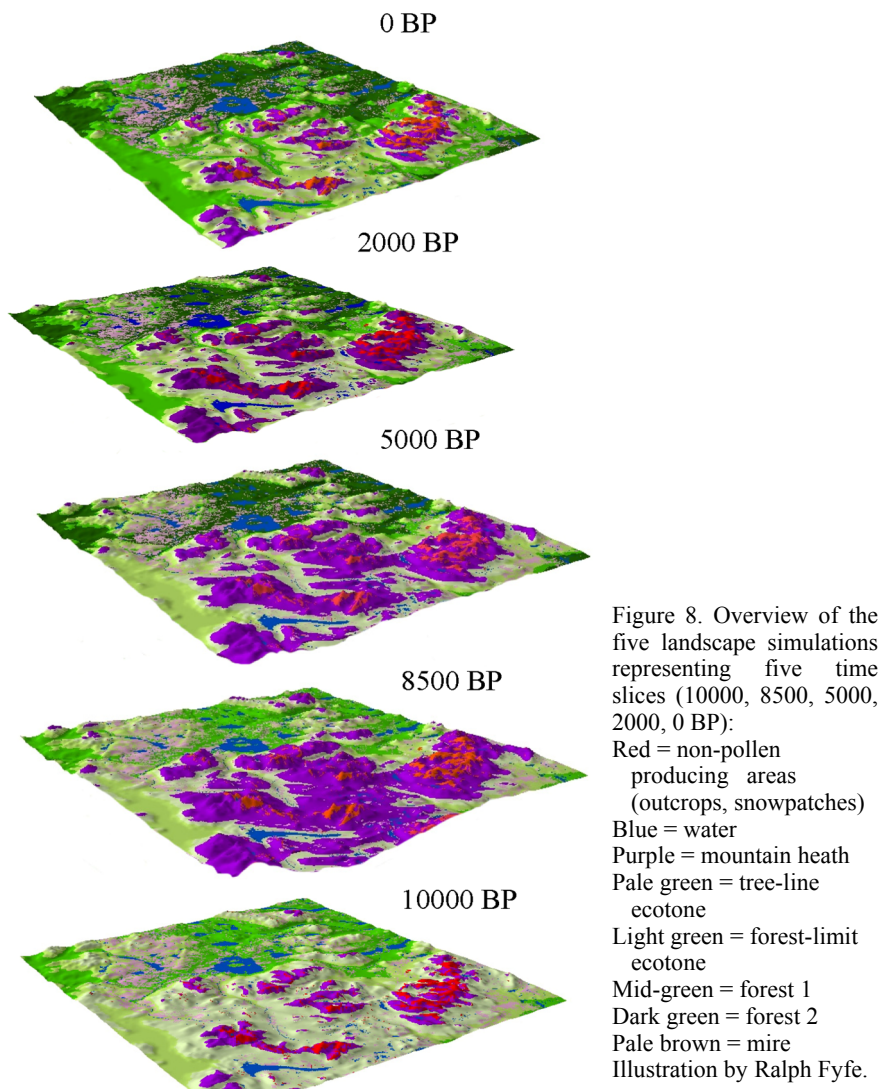 0 BP
2000 BP
5000 BP
8500 BP
10000 BP
Figure 8. Overview of the
five landscape simulations
representing five time
slices (10000, 8500, 5000,
2000, 0 BP):
Red = non-pollen
producing areas
(outcrops, snowpatches)
Blue = water
Purple = mountain heath
Pale green = tree-line
ecotone
Light green = forest-limit
ecotone
Mid-green = forest 1
Dark green = forest 2
Pale brown = mire
Illustration by Ralph Fyfe.